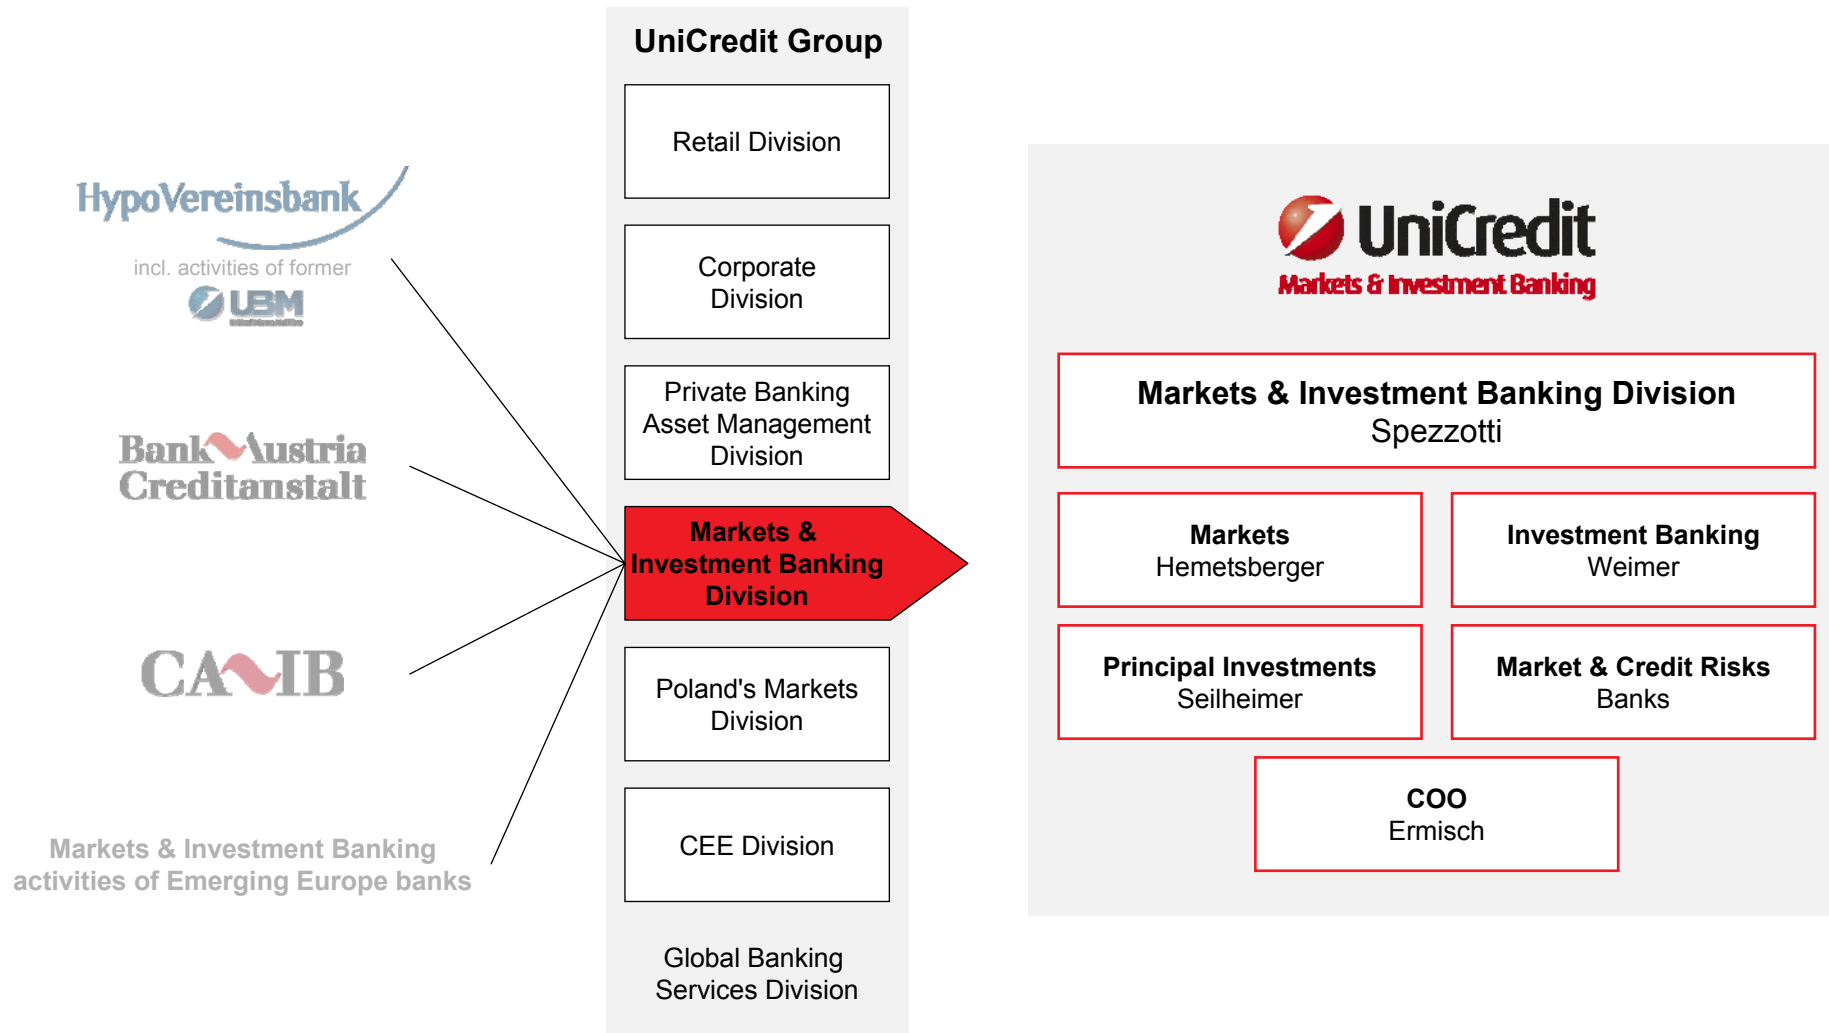 HypoVereinsbank
incl. activities of former
UBM
Bank Austria
Creditanstalt
CA IB
Markets & Investment Banking
activities of Emerging Europe banks
UniCredit Group
Retail Division
Corporate
Division
Private Banking
Asset Management
Division
Markets &
Investment Banking
Division
Poland's Markets
Division
CEE Division
Global Banking
Services Division
UniCredit
Markets & Investment Banking
Markets & Investment Banking Division
Spezzotti
Markets
Hemetsberger
Investment Banking
Weimer
Principal Investments
Seilheimer
Market & Credit Risks
Banks
COO
Ermisch